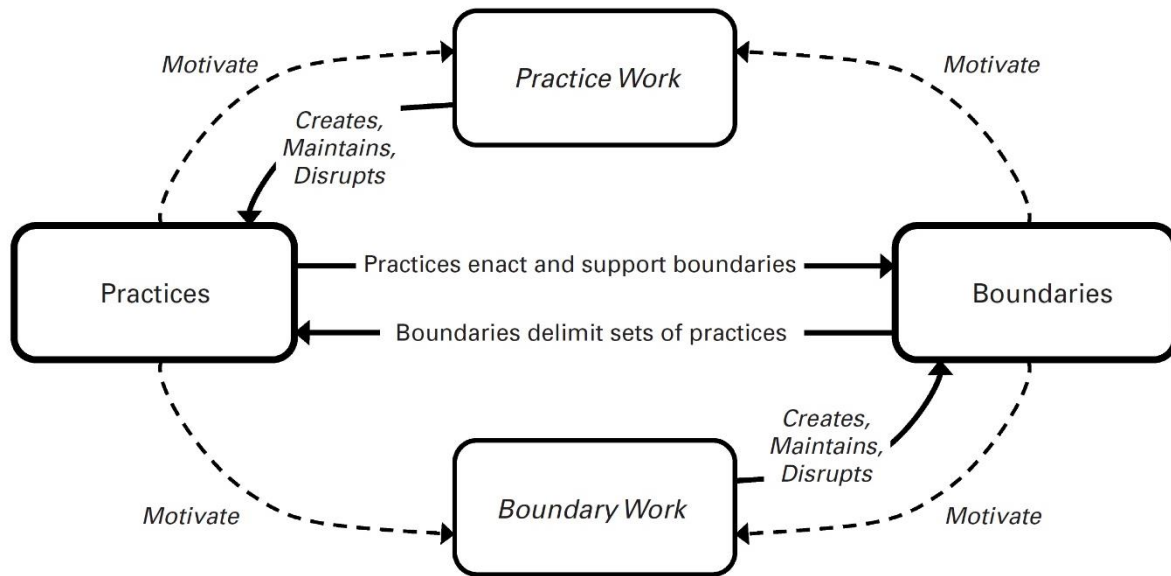 Motivate
Practice Work
Motivate
Creates,
Maintains,
Disrupts
Practices
Practices enact and support boundaries
Boundaries delimit sets of practices
Boundaries
Creates,
Maintains,
Disrupts
Motivate
Boundary Work
Motivate